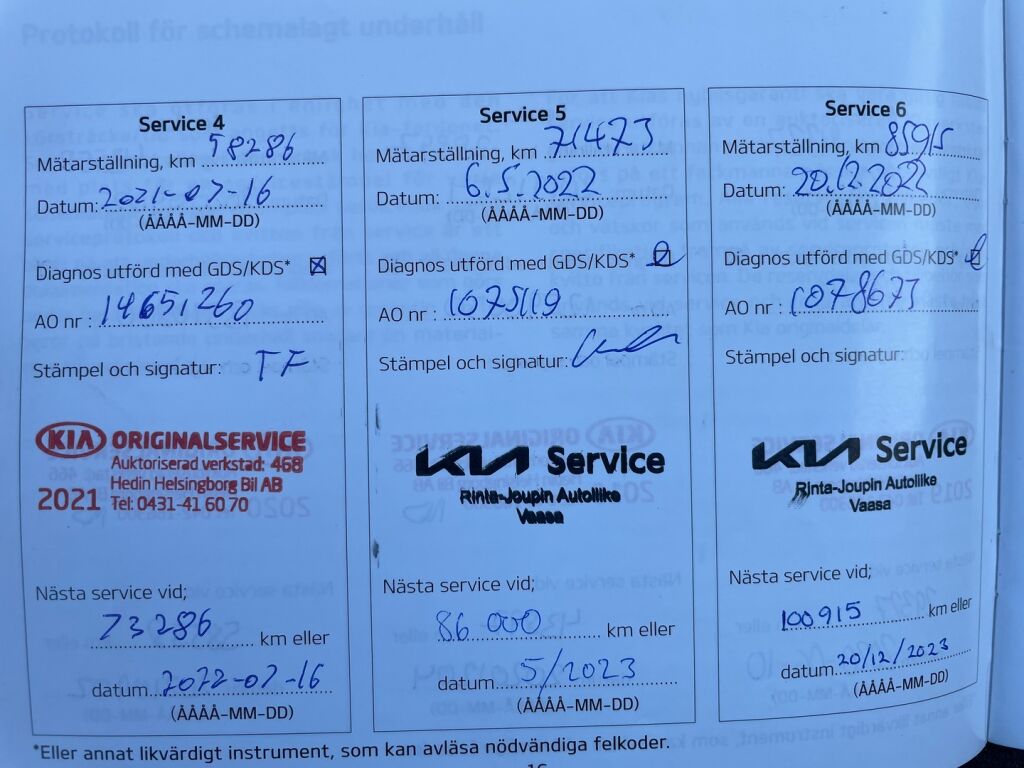 Protokoll för schemalagt underhåll
Service 4
Mätarställning, km 58286
Datum: 2021-07-16
(ÅÅÅÅ-MM-DD)
Diagnos utförd med GDS/KDS* ☒
AO nr : 14651260
Stämpel och signatur: TF
KIA ORIGINALSERVICE
Auktoriserad verkstad: 468
Hedin Helsingborg Bil AB
2021 Tel: 0431-41 60 70
Nästa service vid;
73286 km eller
datum 2022-07-16
(ÅÅÅÅ-MM-DD)
Service 5
Mätarställning, km 71473
Datum: 6.5.2022
(ÅÅÅÅ-MM-DD)
Diagnos utförd med GDS/KDS*
AO nr : 1075119
Stämpel och signatur:
KIA Service
Rinta-Joupin Autoliike
Vaasa
Nästa service vid;
86 000 km eller
datum 5/2023
(ÅÅÅÅ-MM-DD)
Service 6
Mätarställning, km 85915
Datum: 20.12.2022
(ÅÅÅÅ-MM-DD)
Diagnos utförd med GDS/KDS*
AO nr : 1078673
Stämpel och signatur:
KIA Service
Rinta-Joupin Autoliike
Vaasa
Nästa service vid;
100915 km eller
datum 20/12/2023
(ÅÅÅÅ-MM-DD)
*Eller annat likvärdigt instrument, som kan avläsa nödvändiga felkoder.
16